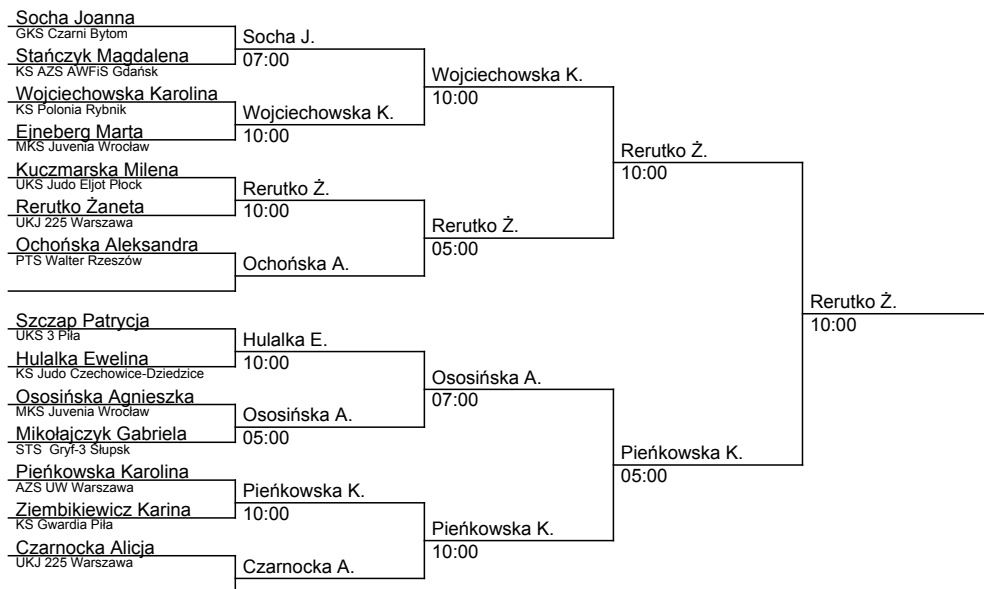 Socha Joanna
GKS Czarni Bytom
Stańczyk Magdalena
KS AZS AWFiS Gdańsk
Wojciechowska Karolina
KS Polonia Rybnik
Ejneberg Marta
MKS Juvenia Wrocław
Kuczmarska Milena
UKS Judo Eljot Płock
Rerutko Żaneta
UKJ 225 Warszawa
Ochońska Aleksandra
PTS Walter Rzeszów
Szczap Patrycja
UKS 3 Piła
Hulalka Ewelina
KS Judo Czechowice-Dziedzice
Ososińska Agnieszka
MKS Juvenia Wrocław
Mikołajczyk Gabriela
STS Gryf-3 Słupsk
Pieńkowska Karolina
AZS UW Warszawa
Ziembikiewicz Karina
KS Gwardia Piła
Czarnocka Alicja
UKJ 225 Warszawa
Socha J.
07:00
Wojciechowska K.
10:00
Rerutko Ż.
10:00
Ochońska A.
Hulalka E.
10:00
Ososińska A.
05:00
Pieńkowska K.
10:00
Czarnocka A.
Wojciechowska K.
10:00
Rerutko Ż.
05:00
Ososińska A.
07:00
Pieńkowska K.
10:00
Rerutko Ż.
10:00
Pieńkowska K.
05:00
Rerutko Ż.
10:00